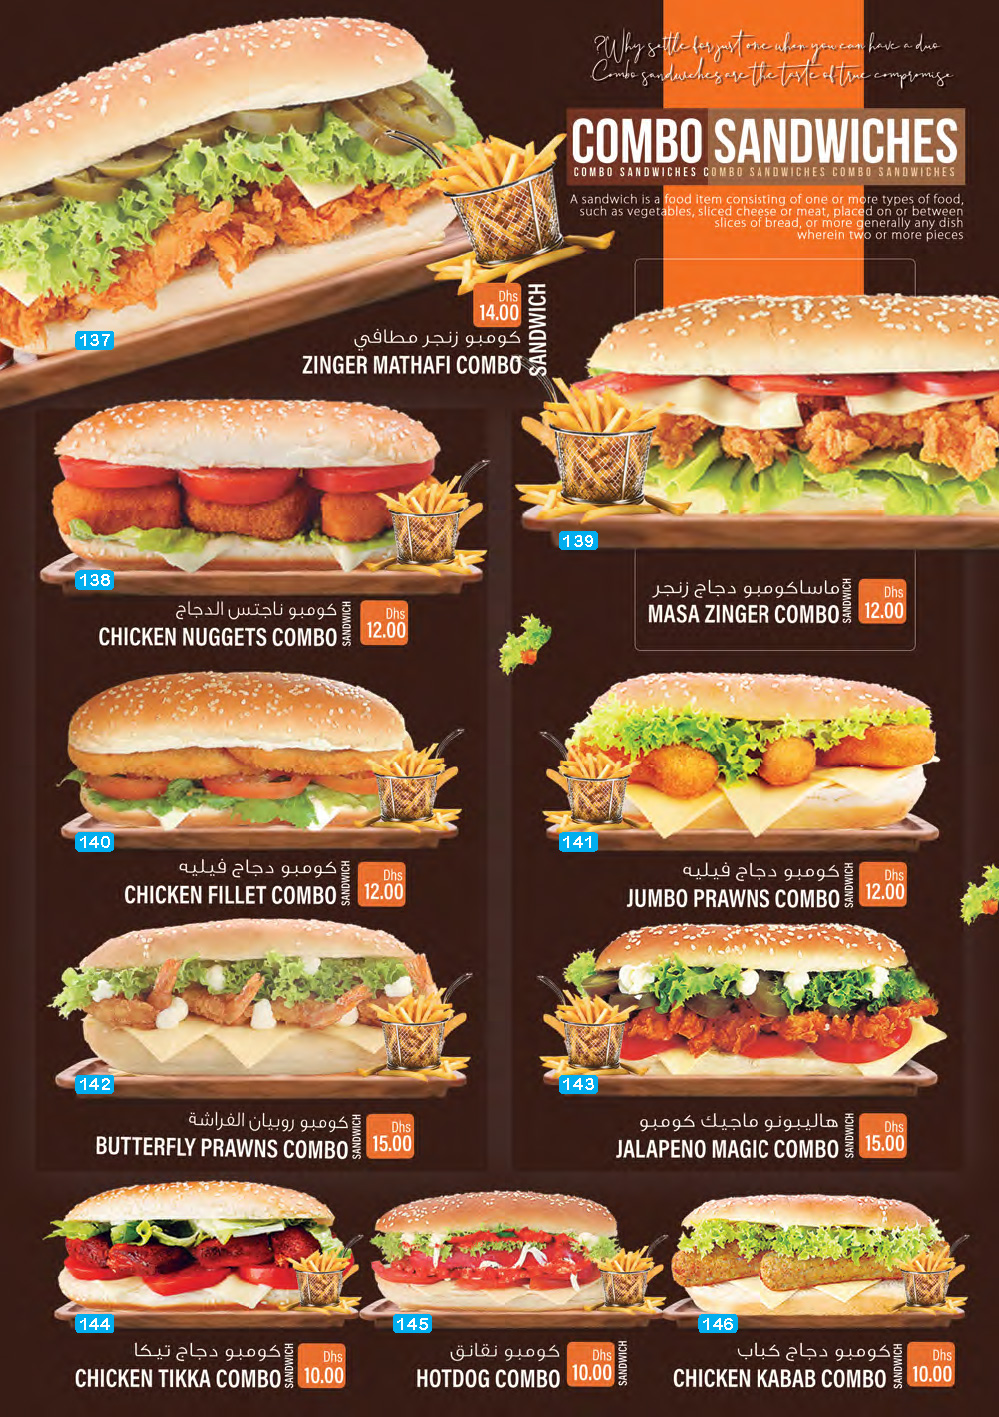 ?Why settle for just one when you can have a duo
Combo sandwiches are the taste of true compromise
COMBO SANDWICHES
COMBO SANDWICHES COMBO SANDWICHES COMBO SANDWICHES
A sandwich is a food item consisting of one or more types of food,
such as vegetables, sliced cheese or meat, placed on or between
slices of bread, or more generally any dish
wherein two or more pieces
137
Dhs
14.00
كومبو زنجر مطافي
ZINGER MATHAFI COMBO
SANDWICH
138
كومبو ناجتس الدجاج
CHICKEN NUGGETS COMBO
SANDWICH
Dhs
12.00
139
ماساكومبو دجاج زنجر
MASA ZINGER COMBO
SANDWICH
Dhs
12.00
140
كومبو دجاج فيليه
CHICKEN FILLET COMBO
SANDWICH
Dhs
12.00
141
كومبو دجاج فيليه
JUMBO PRAWNS COMBO
SANDWICH
Dhs
12.00
142
كومبو روبيان الفراشة
BUTTERFLY PRAWNS COMBO
SANDWICH
Dhs
15.00
143
هاليبونو ماجيك كومبو
JALAPENO MAGIC COMBO
SANDWICH
Dhs
15.00
144
كومبو دجاج تيكا
CHICKEN TIKKA COMBO
SANDWICH
Dhs
10.00
145
كومبو نقانق
HOTDOG COMBO
Dhs
10.00
SANDWICH
146
كومبو دجاج كباب
CHICKEN KABAB COMBO
SANDWICH
Dhs
10.00